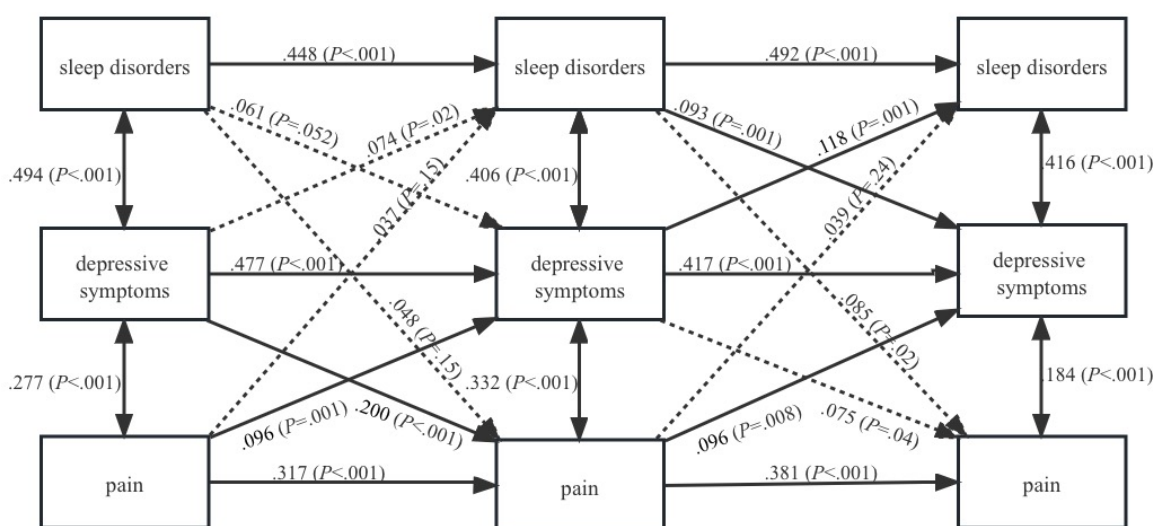 .448 (P<.001)
.492 (P<.001)
sleep disorders
sleep disorders
sleep disorders
.061 (P=.052)
.074 (P=.02)
.093 (P=.001)
.118 (P=.001)
.494 (P<.001)
.037 (P=.15)
.406 (P<.001)
.039 (P=.24)
.416 (P<.001)
depressive
symptoms
.477 (P<.001)
depressive
symptoms
.417 (P<.001)
depressive
symptoms
.048 (P=.15)
.085 (P=.02)
.277 (P<.001)
.332 (P<.001)
.184 (P<.001)
.096 (P=.001)
.200 (P<.001)
.096 (P=.008)
.075 (P=.04)
pain
.317 (P<.001)
pain
.381 (P<.001)
pain